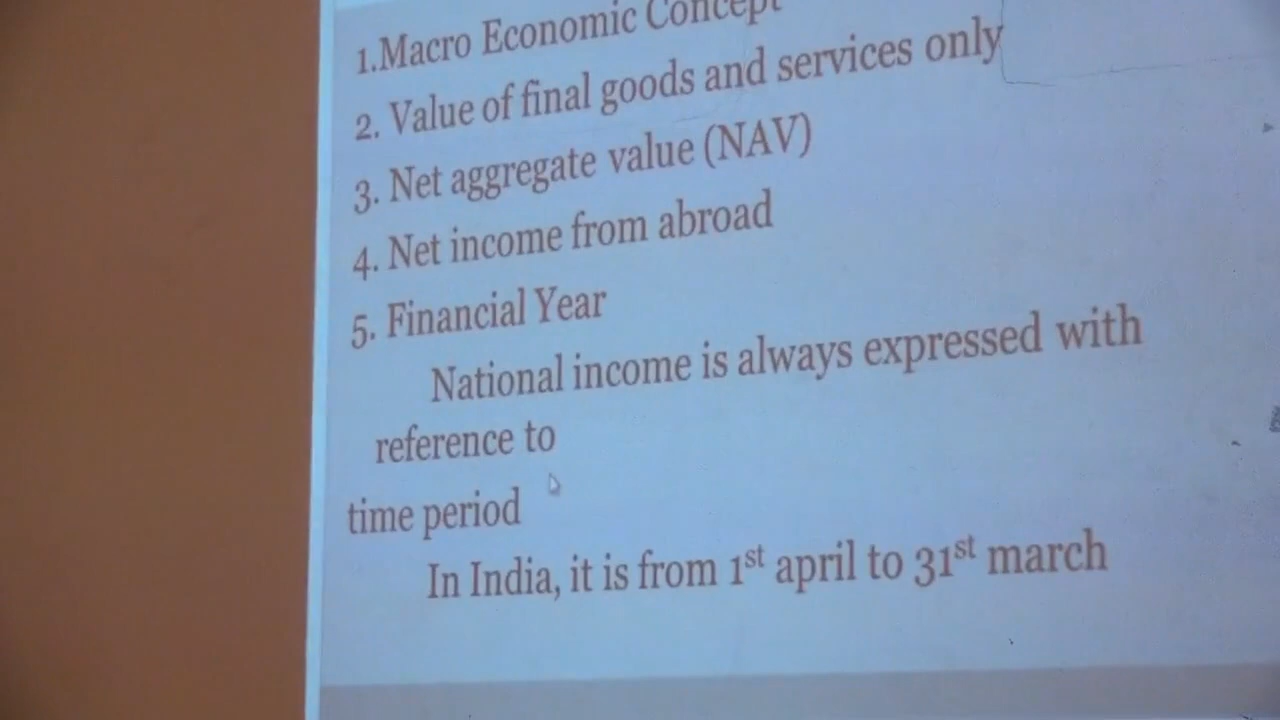 1.Macro Economic Concept
2. Value of final goods and services only
3. Net aggregate value (NAV)
4. Net income from abroad
5. Financial Year
National income is always expressed with
reference to
time period
In India, it is from 1st april to 31st march